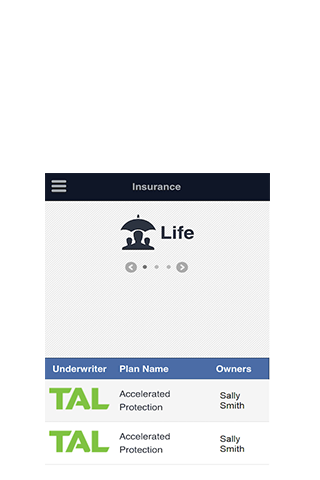 Insurance
Life
Underwriter Plan Name Owners
TAL Accelerated Protection Sally Smith
TAL Accelerated Protection Sally Smith